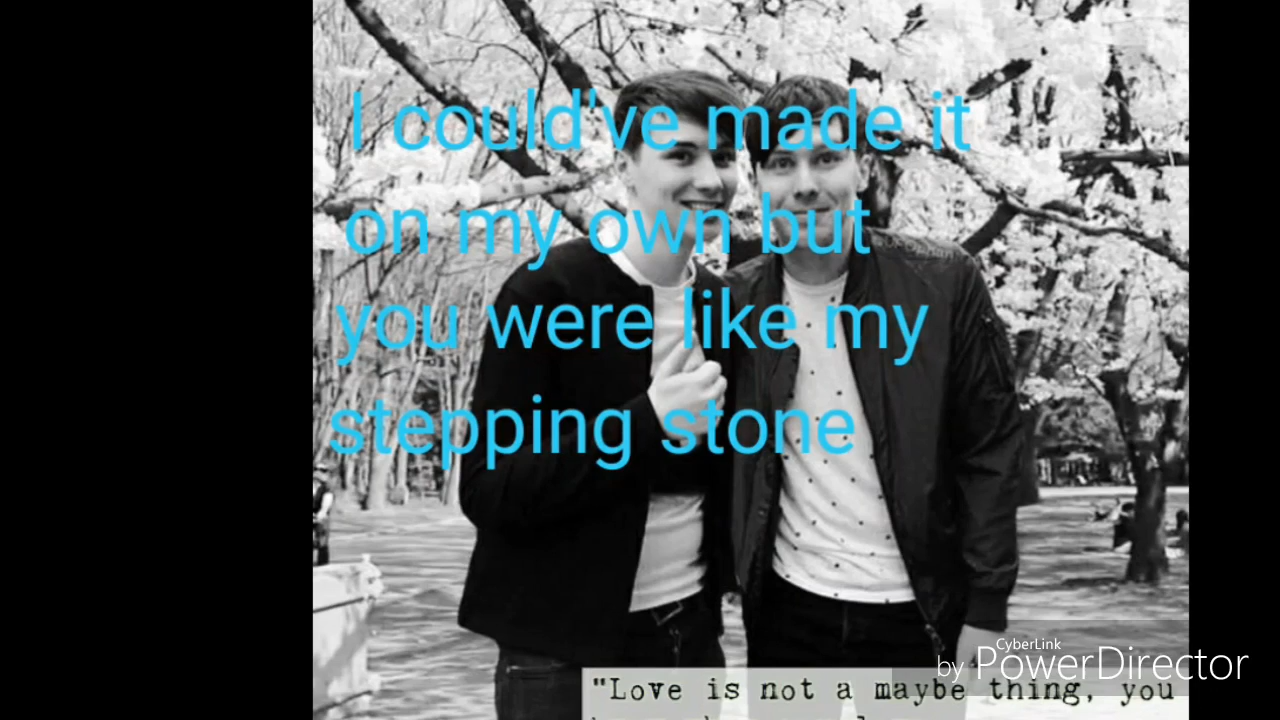 I could've made it
on my own but
you were like my
stepping stone
CyberLink
by PowerDirector
"Love is not a maybe thing, you